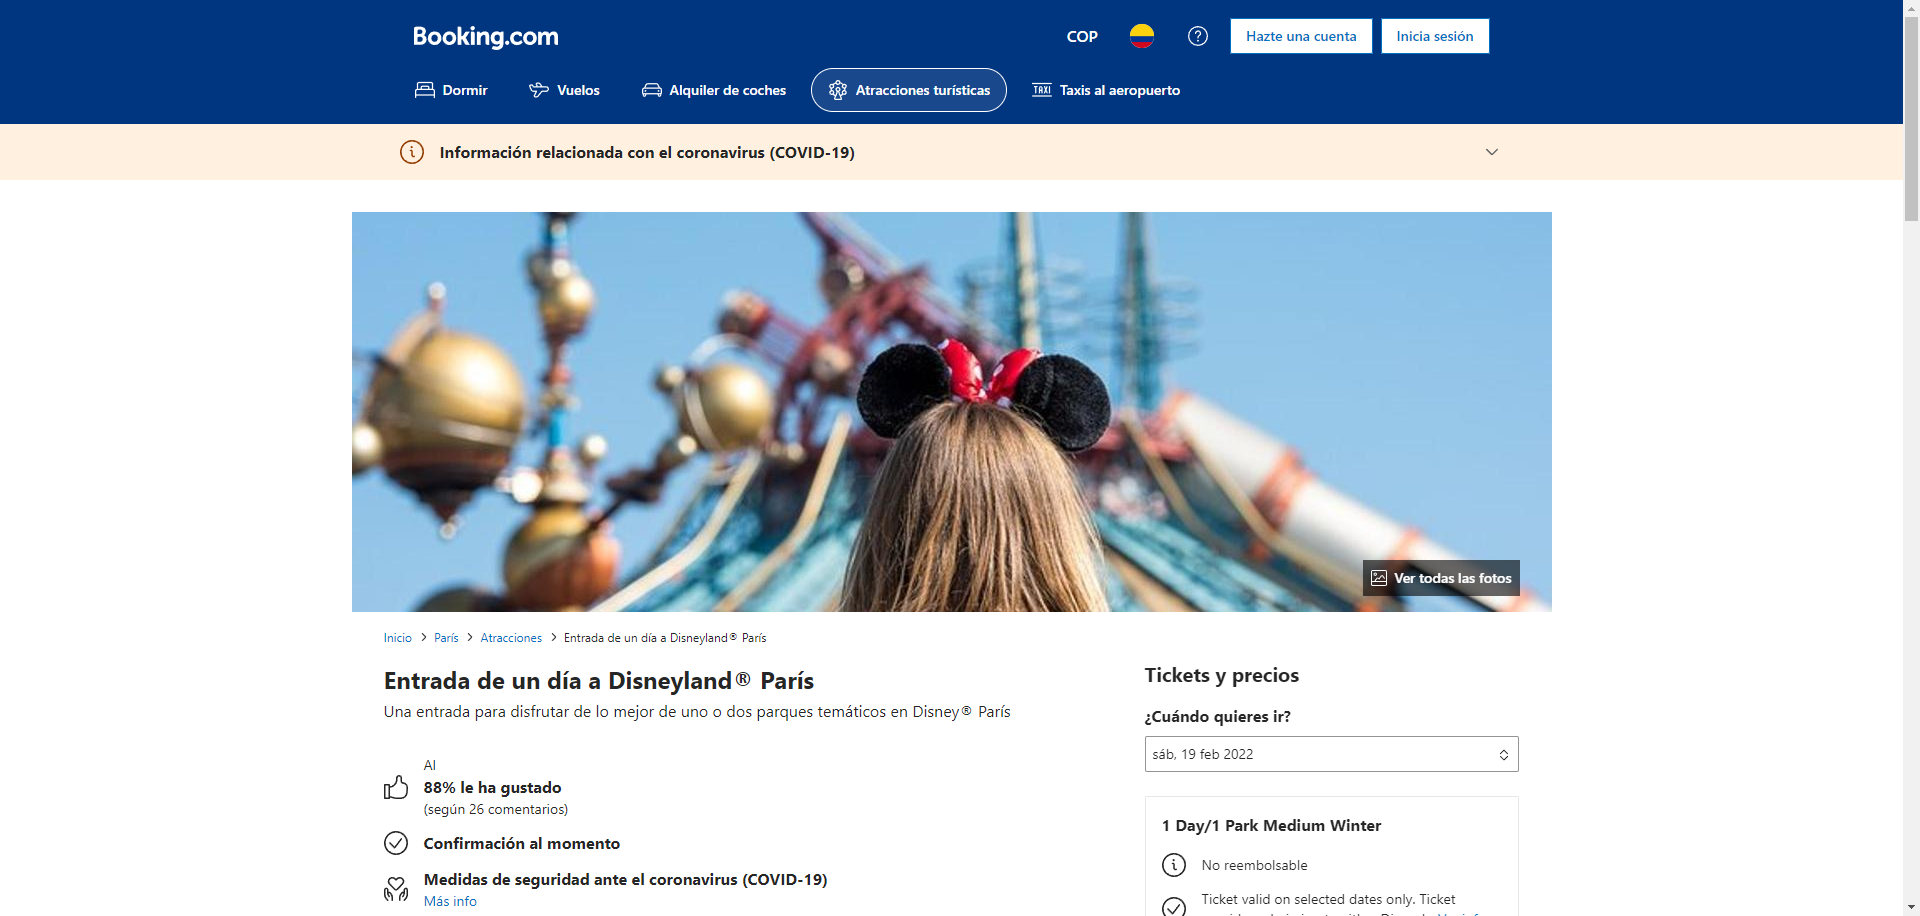 Booking.com
COP
Hazte una cuenta
Inicia sesión
Dormir
Vuelos
Alquiler de coches
Atracciones turísticas
TAXI
Taxis al aeropuerto
Información relacionada con el coronavirus (COVID-19)
Ver todas las fotos
Inicio > París > Atracciones > Entrada de un día a Disneyland® París
Entrada de un día a Disneyland® París
Una entrada para disfrutar de lo mejor de uno o dos parques temáticos en Disney® París
Al
88% le ha gustado
(según 26 comentarios)
Confirmación al momento
Medidas de seguridad ante el coronavirus (COVID-19)
Más info
Tickets y precios
¿Cuándo quieres ir?
sáb, 19 feb 2022
1 Day/1 Park Medium Winter
No reembolsable
Ticket valid on selected dates only. Ticket